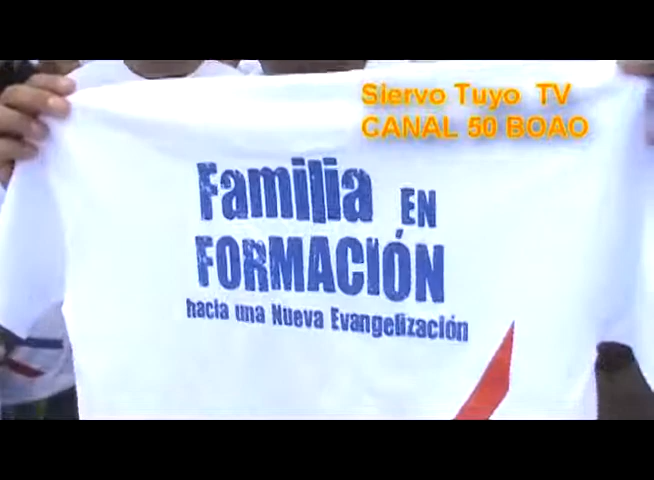 Siervo Tuyo TV
CANAL 50 BOAO
Familia EN
FORMACIÓN
hacia una Nueva Evangelización